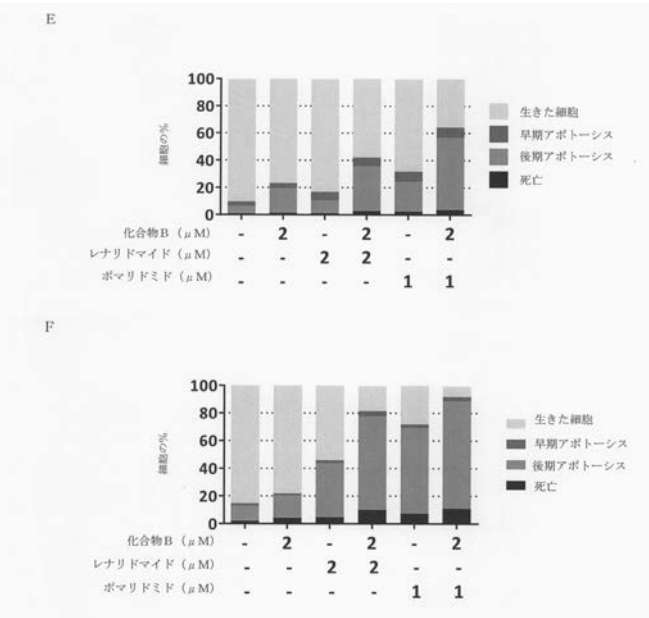 E
100
80
60
40
20
0
細胞の%
生きた細胞
早期アポトーシス
後期アポトーシス
死亡
化合物B (μM) - 2 - 2 - 2
レナリドマイド (μM) - - 2 2 - -
ポマリドミド (μM) - - - - 1 1
F
100
80
60
40
20
0
細胞の%
生きた細胞
早期アポトーシス
後期アポトーシス
死亡
化合物B (μM) - 2 - 2 - 2
レナリドマイド (μM) - - 2 2 - -
ポマリドミド (μM) - - - - 1 1